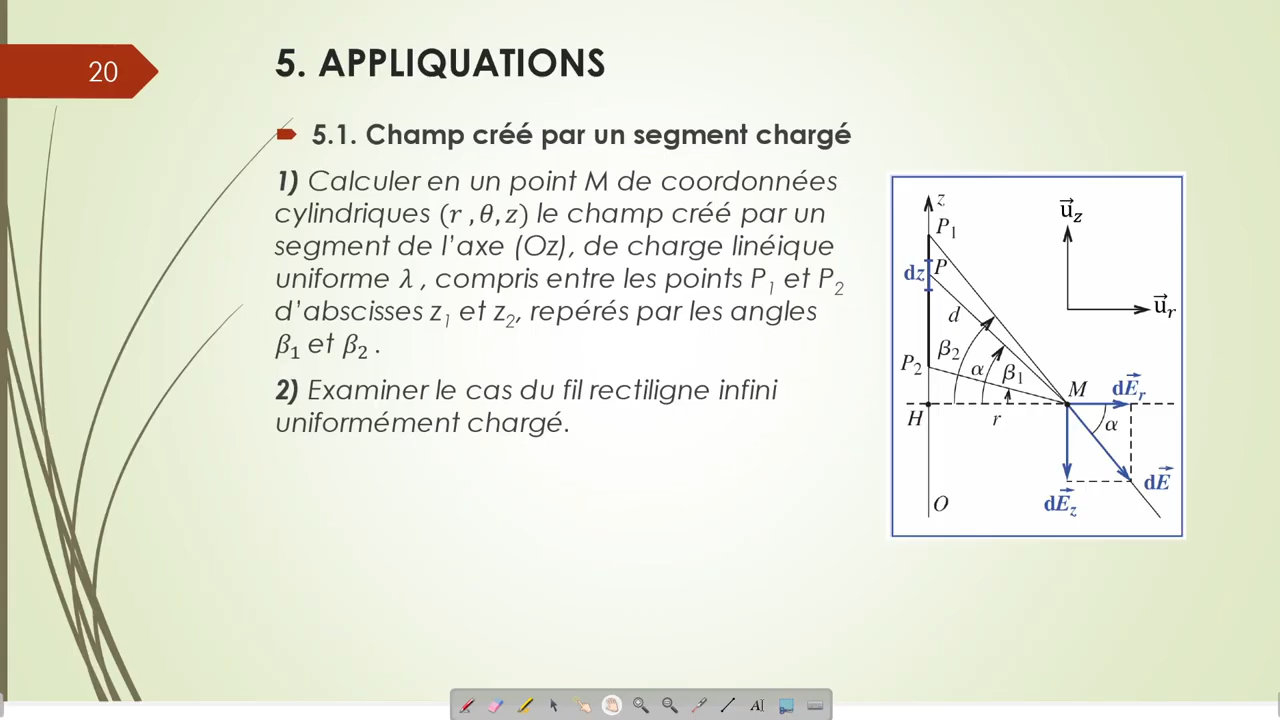 20
5. APPLIQUATIONS
5.1. Champ créé par un segment chargé
1) Calculer en un point M de coordonnées
cylindriques (r ,θ, z) le champ créé par un
segment de l'axe (Oz), de charge linéique
uniforme λ , compris entre les points P₁ et P₂
d'abscisses z₁ et z₂, repérés par les angles
β₁ et β₂ .
2) Examiner le cas du fil rectiligne infini
uniformément chargé.
z
u⃗z
P₁
dz
P
u⃗r
d
β₂
P₂
α
β₁
M
dE⃗r
H
r
α
dE⃗
O
dE⃗z
AI